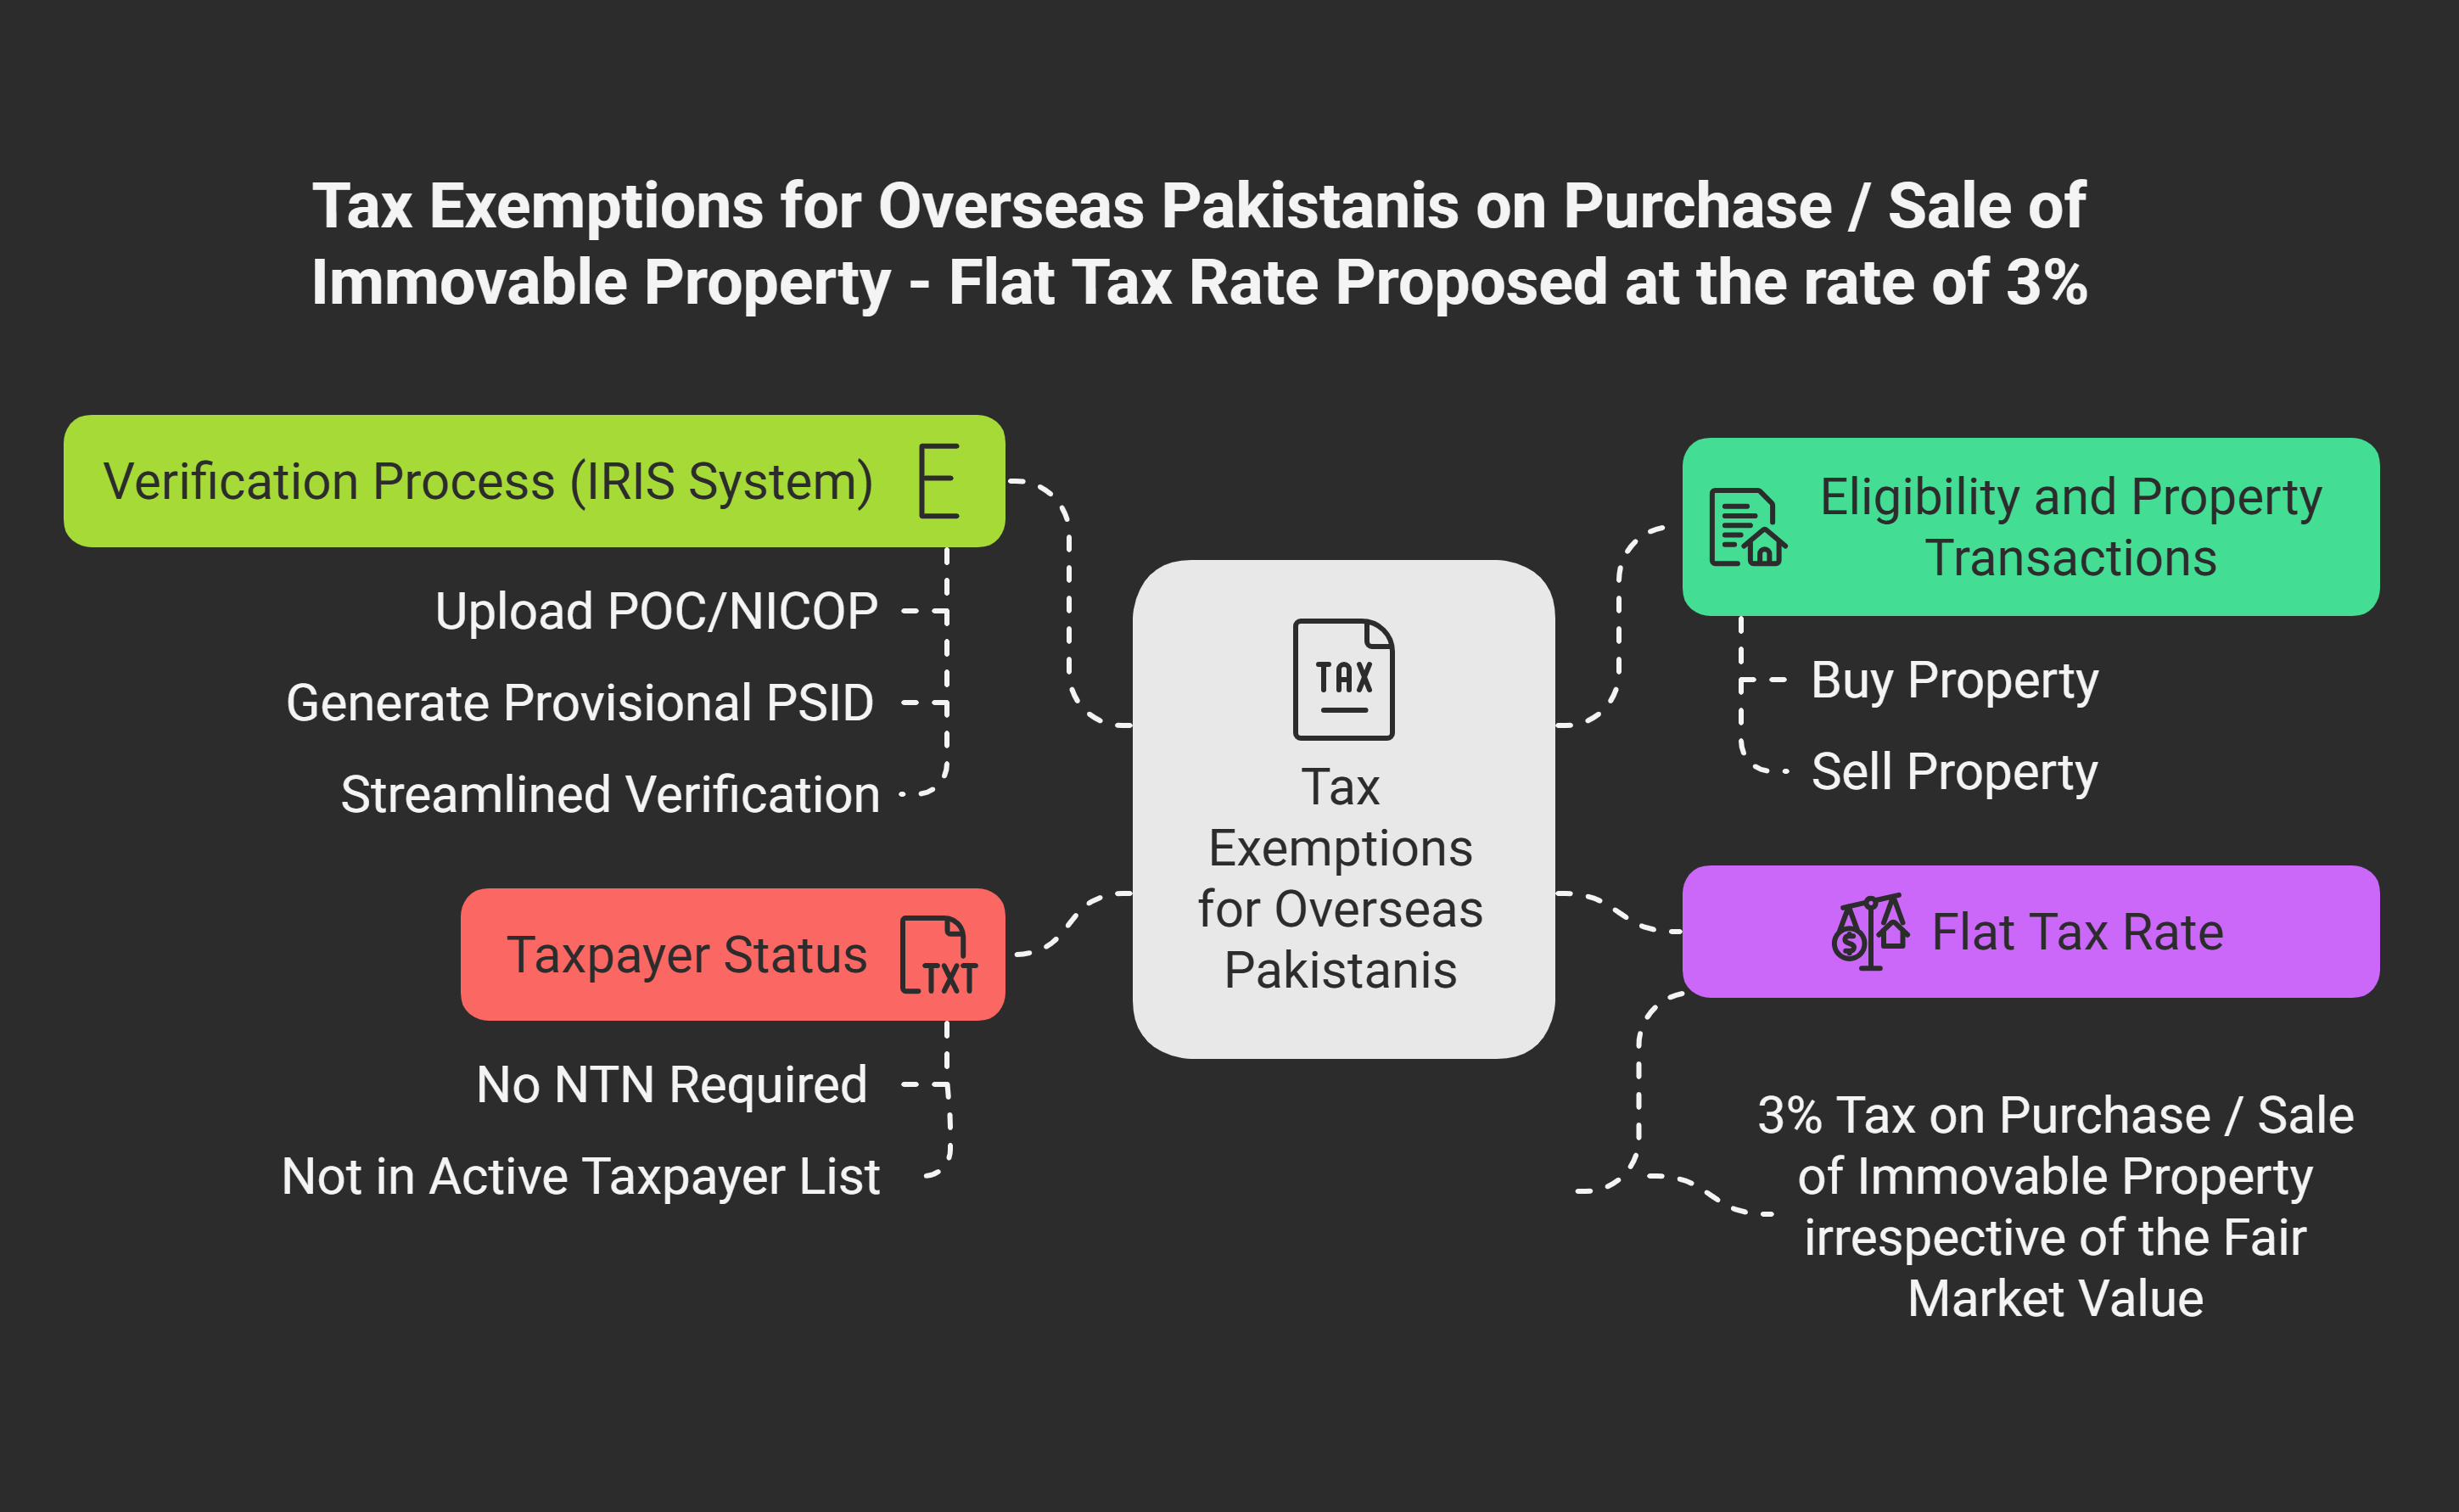 Tax Exemptions for Overseas Pakistanis on Purchase / Sale of
Immovable Property - Flat Tax Rate Proposed at the rate of 3%
Verification Process (IRIS System)
E
Upload POC/NICOP
Generate Provisional PSID
Streamlined Verification
Taxpayer Status
TXT
No NTN Required
Not in Active Taxpayer List
TAX
Tax
Exemptions
for Overseas
Pakistanis
Eligibility and Property
Transactions
Buy Property
Sell Property
$
Flat Tax Rate
3% Tax on Purchase / Sale
of Immovable Property
irrespective of the Fair
Market Value